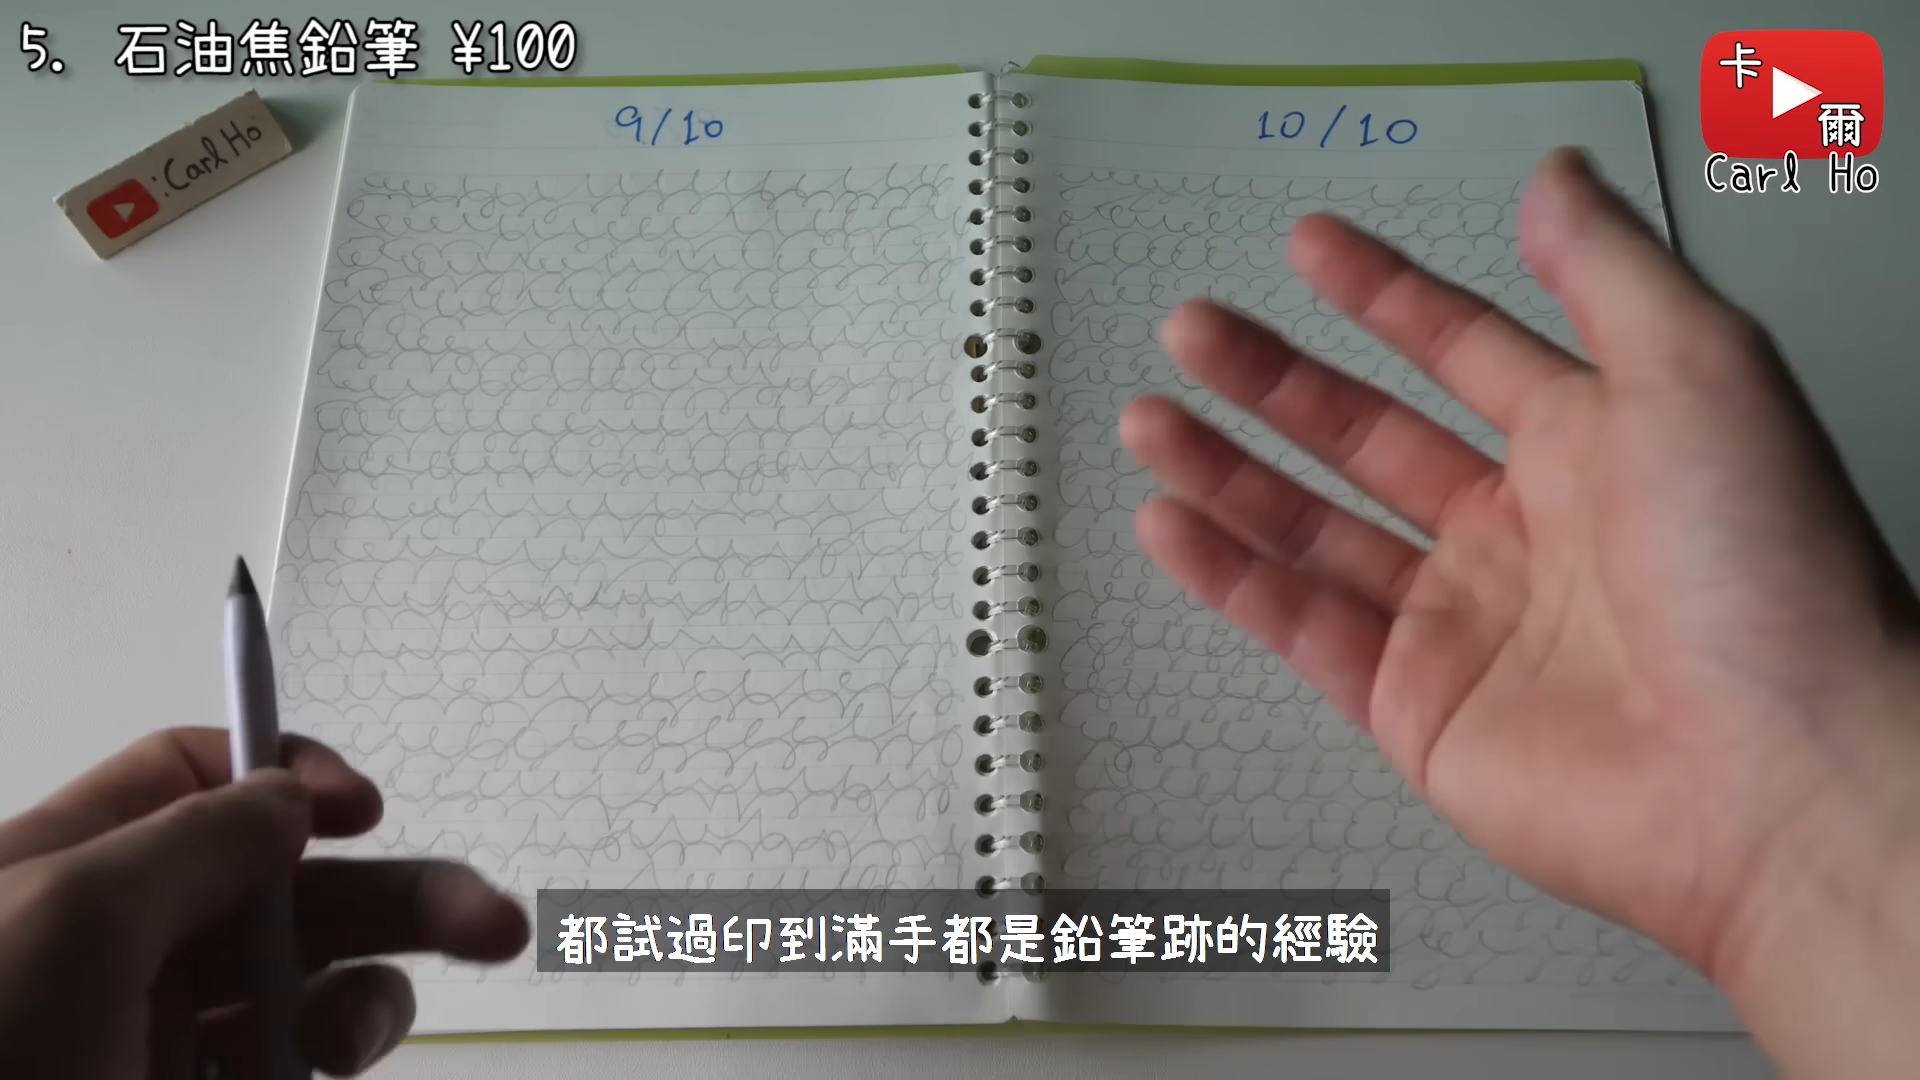 5. 石油焦鉛筆 ¥100
卡
爾
Carl Ho
:Carl Ho
9/10
10/10
都試過印到滿手都是鉛筆跡的經驗